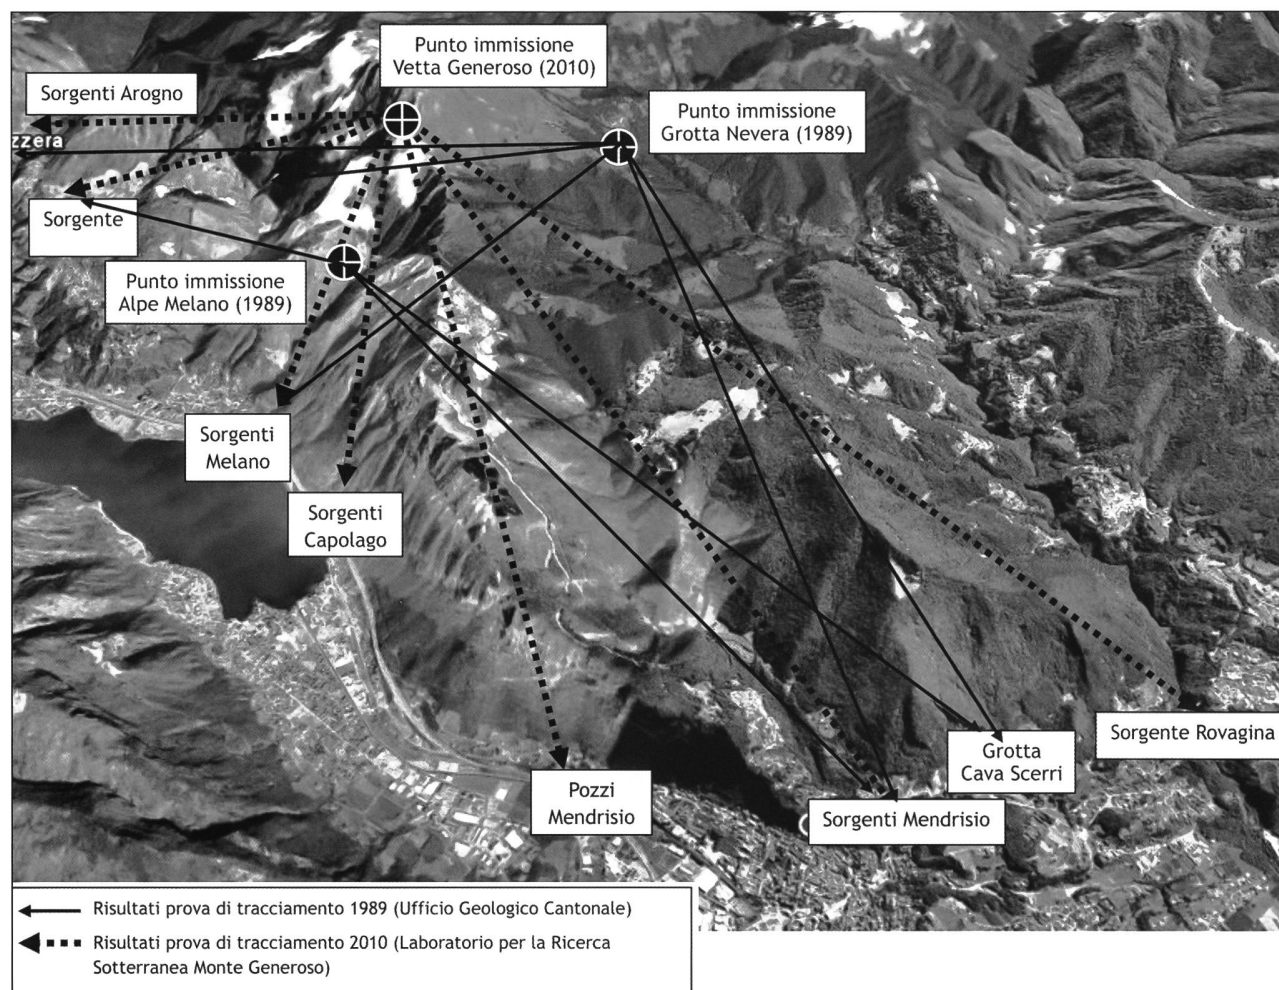 Punto immissione
Vetta Generoso (2010)
Sorgenti Arogno
Punto immissione
Grotta Nevera (1989)
zzera
Sorgente
Punto immissione
Alpe Melano (1989)
Sorgenti
Melano
Sorgenti
Capolago
Sorgente Rovagina
Grotta
Cava Scerri
Pozzi
Mendrisio
Sorgenti Mendrisio
Risultati prova di tracciamento 1989 (Ufficio Geologico Cantonale)
Risultati prova di tracciamento 2010 (Laboratorio per la Ricerca
Sotterranea Monte Generoso)